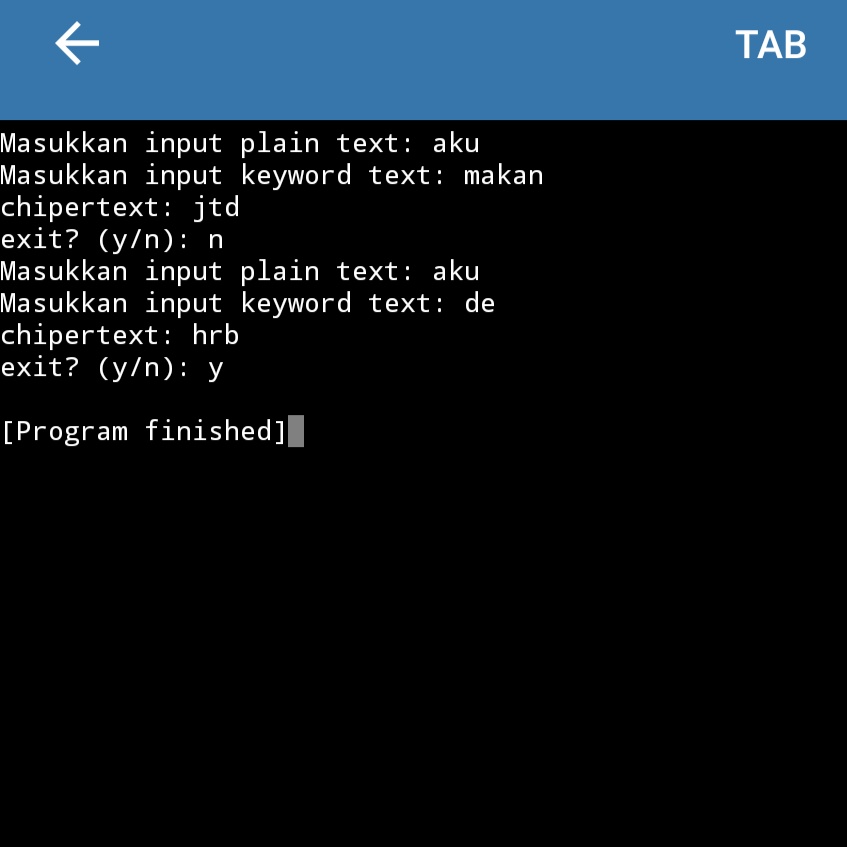 TAB
Masukkan input plain text: aku
Masukkan input keyword text: makan
chipertext: jtd
exit? (y/n): n
Masukkan input plain text: aku
Masukkan input keyword text: de
chipertext: hrb
exit? (y/n): y
[Program finished]